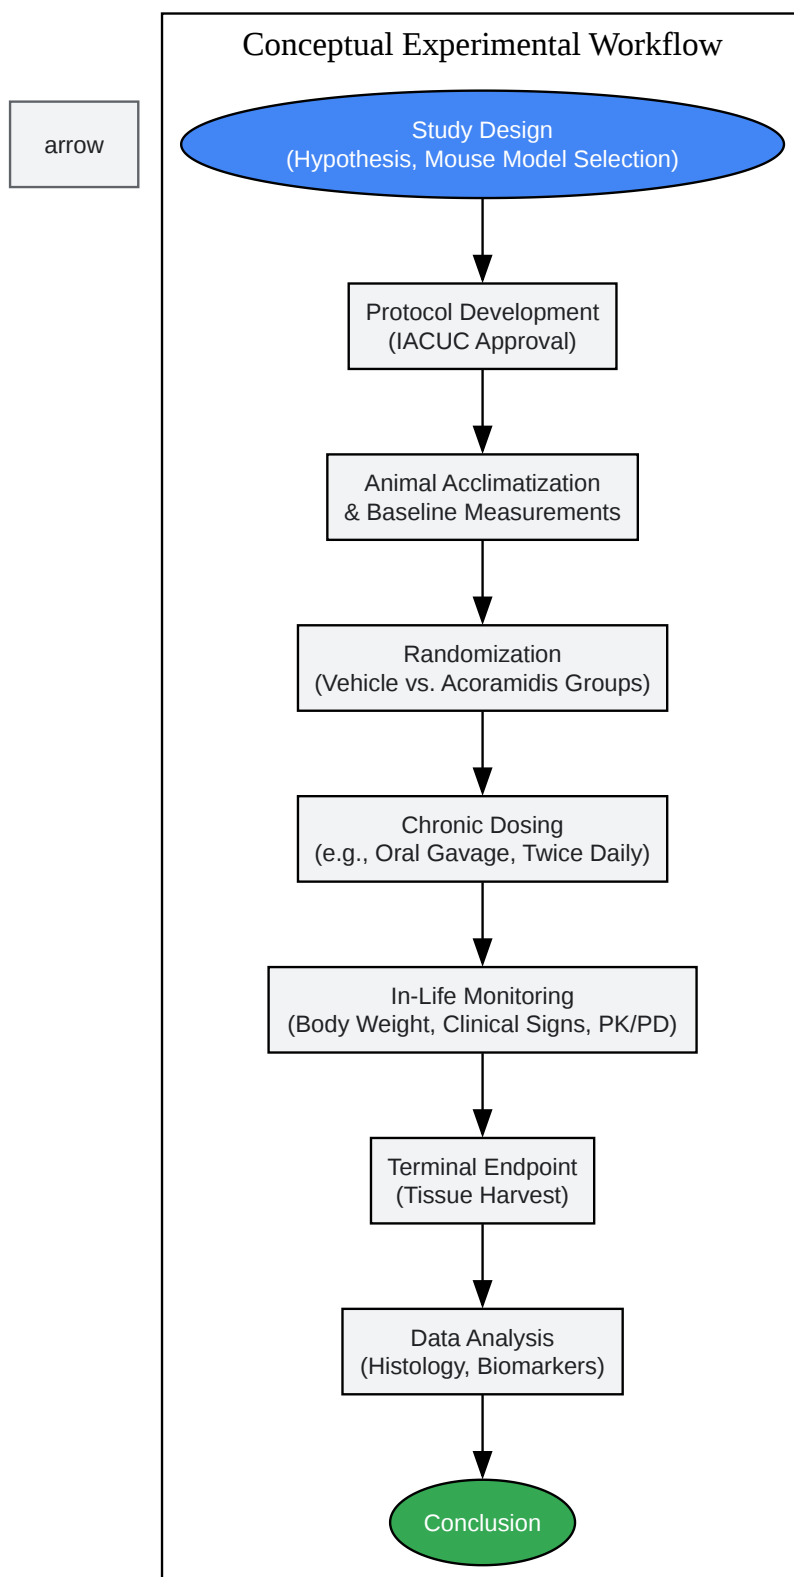 Conceptual Experimental Workflow
arrow
Study Design
(Hypothesis, Mouse Model Selection)
Protocol Development
(IACUC Approval)
Animal Acclimatization
& Baseline Measurements
Randomization
(Vehicle vs. Acoramidis Groups)
Chronic Dosing
(e.g., Oral Gavage, Twice Daily)
In-Life Monitoring
(Body Weight, Clinical Signs, PK/PD)
Terminal Endpoint
(Tissue Harvest)
Data Analysis
(Histology, Biomarkers)
Conclusion